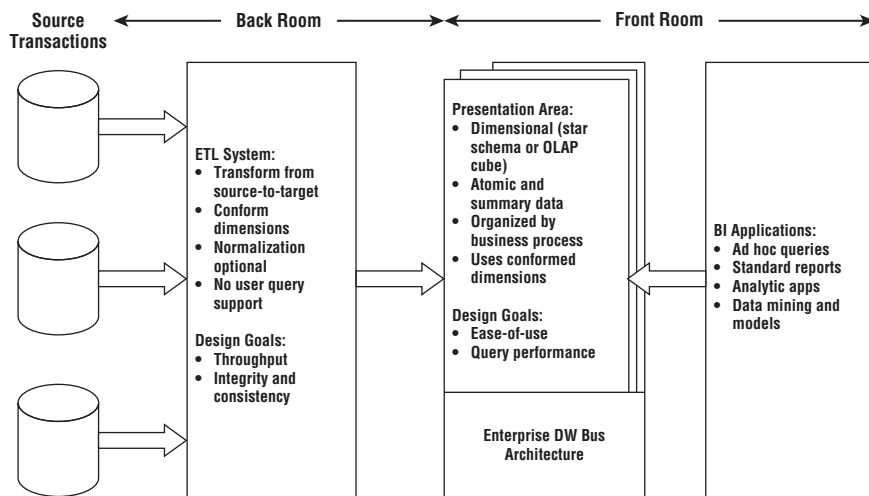 Source
Transactions
Back Room
Front Room
ETL System:
• Transform from
source-to-target
• Conform
dimensions
• Normalization
optional
• No user query
support
Design Goals:
• Throughput
• Integrity and
consistency
Presentation Area:
• Dimensional (star
schema or OLAP
cube)
• Atomic and
summary data
• Organized by
business process
• Uses conformed
dimensions
Design Goals:
• Ease-of-use
• Query performance
Enterprise DW Bus
Architecture
BI Applications:
• Ad hoc queries
• Standard reports
• Analytic apps
• Data mining and
models